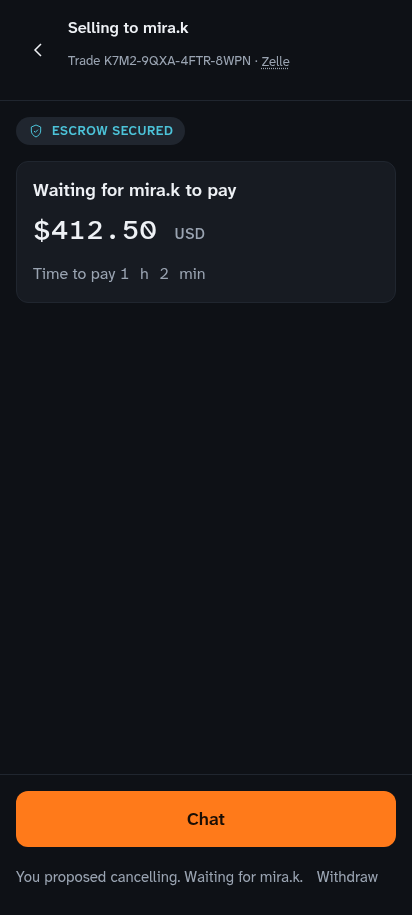 Selling to mira.k
Trade K7M2-9QXA-4FTR-8WPN · Zelle
ESCROW SECURED
Waiting for mira.k to pay
$412.50 USD
Time to pay 1 h 2 min
Chat
You proposed cancelling. Waiting for mira.k. Withdraw